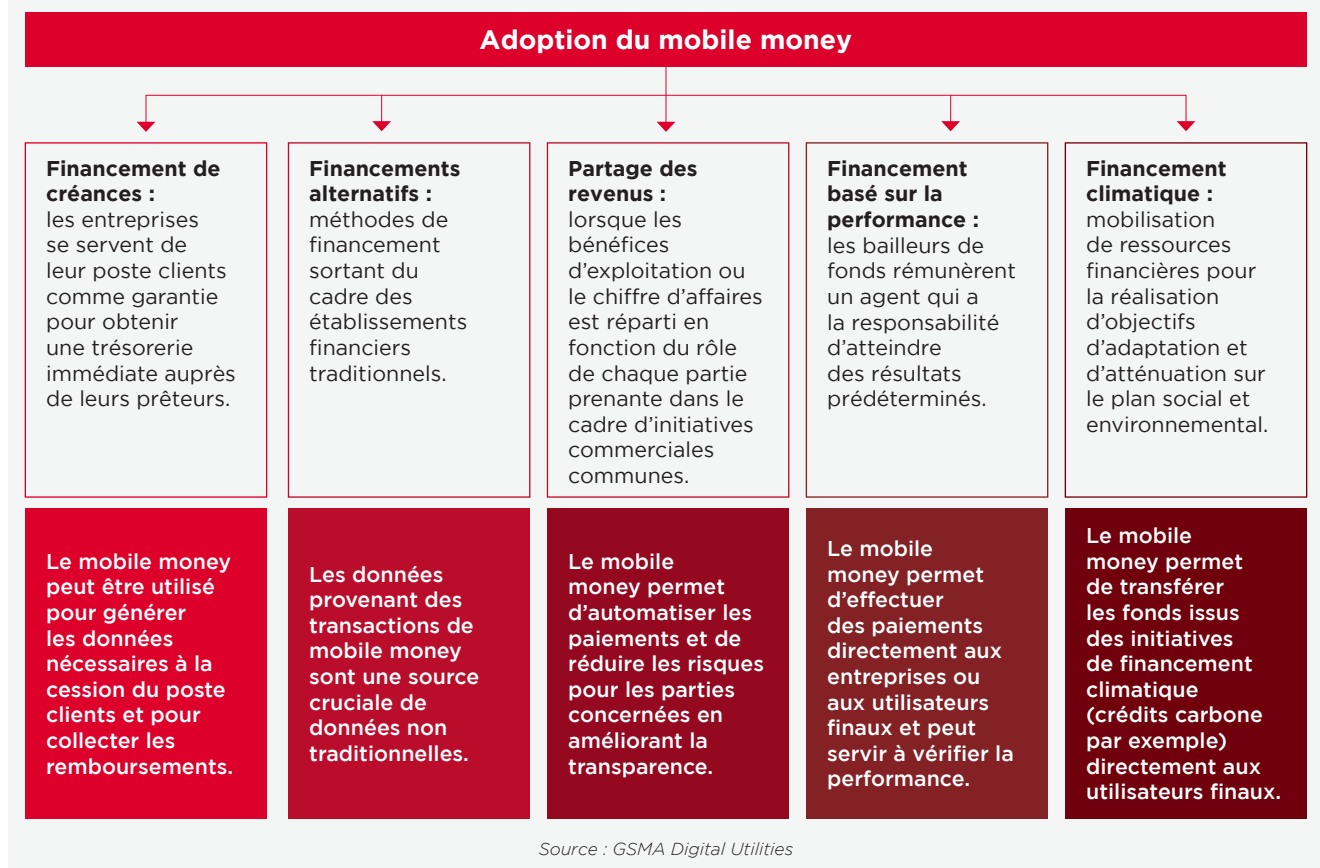 Adoption du mobile money
Financement de
créances :
les entreprises
se servent de
leur poste clients
comme garantie
pour obtenir
une trésorerie
immédiate auprès
de leurs prêteurs.
Financements
alternatifs :
méthodes de
financement
sortant du
cadre des
établissements
financiers
traditionnels.
Partage des
revenus :
lorsque les
bénéfices
d'exploitation ou
le chiffre d'affaires
est réparti en
fonction du rôle
de chaque partie
prenante dans le
cadre d'initiatives
commerciales
communes.
Financement
basé sur la
performance :
les bailleurs de
fonds rémunèrent
un agent qui a
la responsabilité
d'atteindre
des résultats
prédéterminés.
Financement
climatique :
mobilisation
de ressources
financières pour
la réalisation
d'objectifs
d'adaptation et
d'atténuation sur
le plan social et
environnemental.
Le mobile money
peut être utilisé
pour générer
les données
nécessaires à la
cession du poste
clients et pour
collecter les
remboursements.
Les données
provenant des
transactions de
mobile money
sont une source
cruciale de
données non
traditionnelles.
Le mobile
money permet
d'automatiser les
paiements et de
réduire les risques
pour les parties
concernées en
améliorant la
transparence.
Le mobile
money permet
d'effectuer
des paiements
directement aux
entreprises ou
aux utilisateurs
finaux et peut
servir à vérifier la
performance.
Le mobile
money permet
de transférer
les fonds issus
des initiatives
de financement
climatique
(crédits carbone
par exemple)
directement aux
utilisateurs finaux.
Source : GSMA Digital Utilities